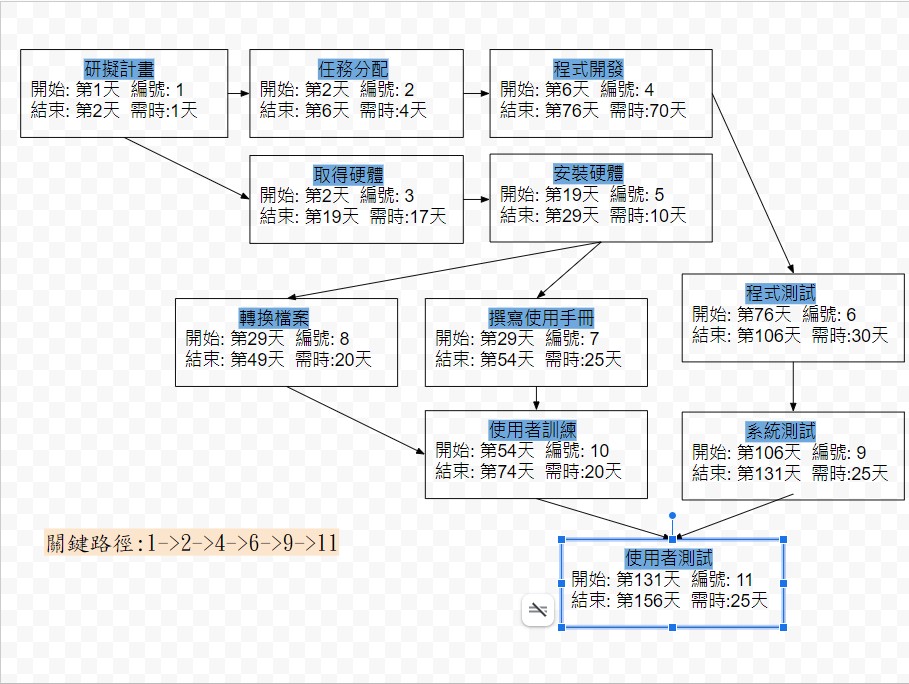 研擬計畫
開始: 第1天 編號: 1
結束: 第2天 需時:1天
任務分配
開始: 第2天 編號: 2
結束: 第6天 需時:4天
程式開發
開始: 第6天 編號: 4
結束: 第76天 需時:70天
取得硬體
開始: 第2天 編號: 3
結束: 第19天 需時:17天
安裝硬體
開始: 第19天 編號: 5
結束: 第29天 需時:10天
程式測試
開始: 第76天 編號: 6
結束: 第106天 需時:30天
轉換檔案
開始: 第29天 編號: 8
結束: 第49天 需時:20天
撰寫使用手冊
開始: 第29天 編號: 7
結束: 第54天 需時:25天
使用者訓練
開始: 第54天 編號: 10
結束: 第74天 需時:20天
系統測試
開始: 第106天 編號: 9
結束: 第131天 需時:25天
關鍵路徑:1->2->4->6->9->11
使用者測試
開始: 第131天 編號: 11
結束: 第156天 需時:25天